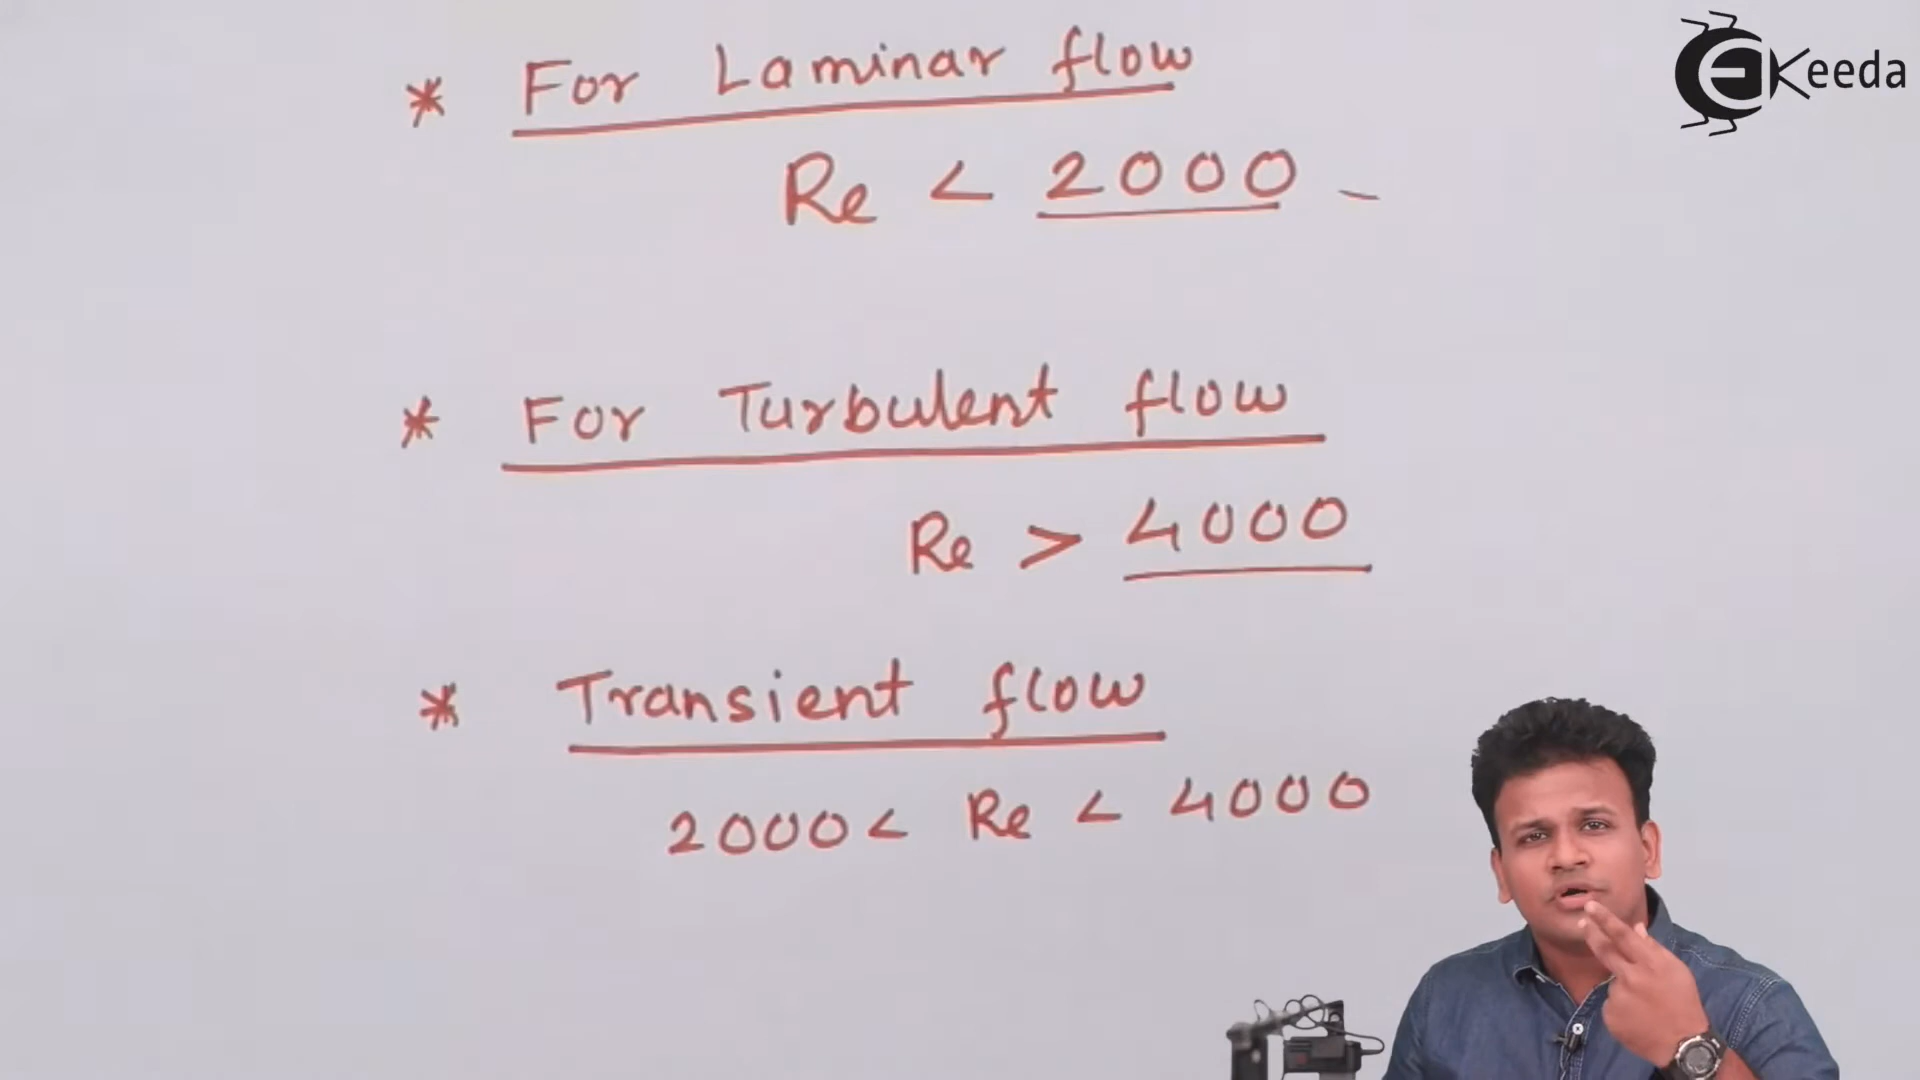 EKeeda
* For Laminar flow
Re < 2000
* For Turbulent flow
Re > 4000
* Transient flow
2000 < Re < 4000